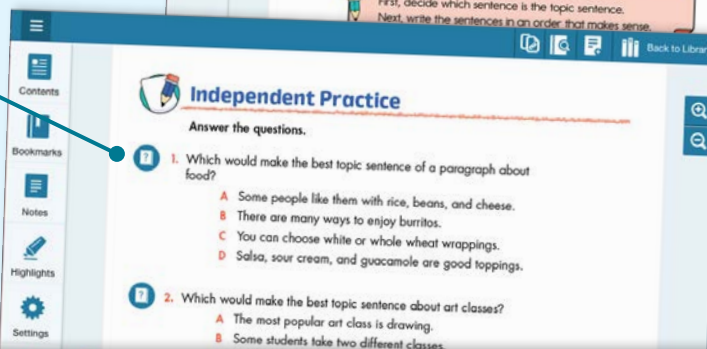 First, decide which sentence is the topic sentence.
Next, write the sentences in an order that makes sense.
Back to Librar
Contents
Bookmarks
Notes
Highlights
Settings
Independent Practice
Answer the questions.
1. Which would make the best topic sentence of a paragraph about
food?
A Some people like them with rice, beans, and cheese.
B There are many ways to enjoy burritos.
C You can choose white or whole wheat wrappings.
D Salsa, sour cream, and guacamole are good toppings.
2. Which would make the best topic sentence about art classes?
A The most popular art class is drawing.
B Some students take two different classes.